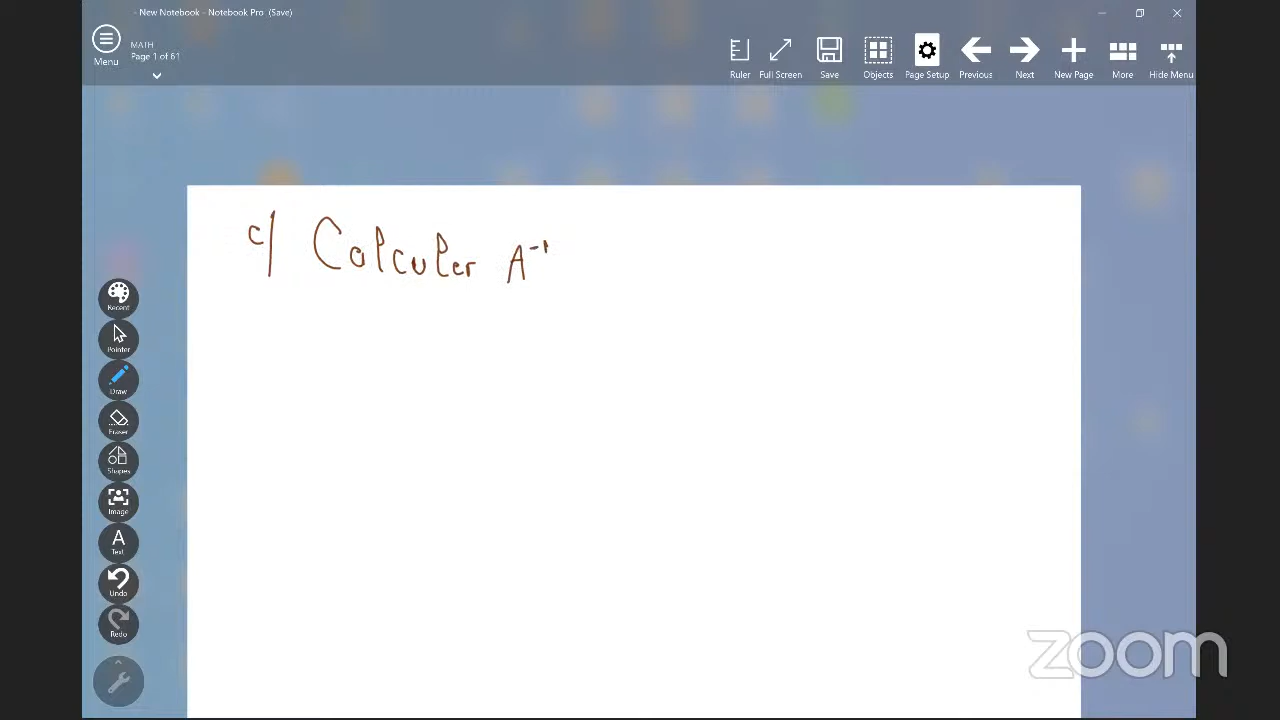 - New Notebook - Notebook Pro (Save)
Menu
MATH
Page 1 of 61
Ruler
Full Screen
Save
Objects
Page Setup
Previous
Next
New Page
More
Hide Menu
c/ Calculer A⁻¹
Recent
Pointer
Draw
Eraser
Shapes
Image
A
Text
Undo
Redo
zoom